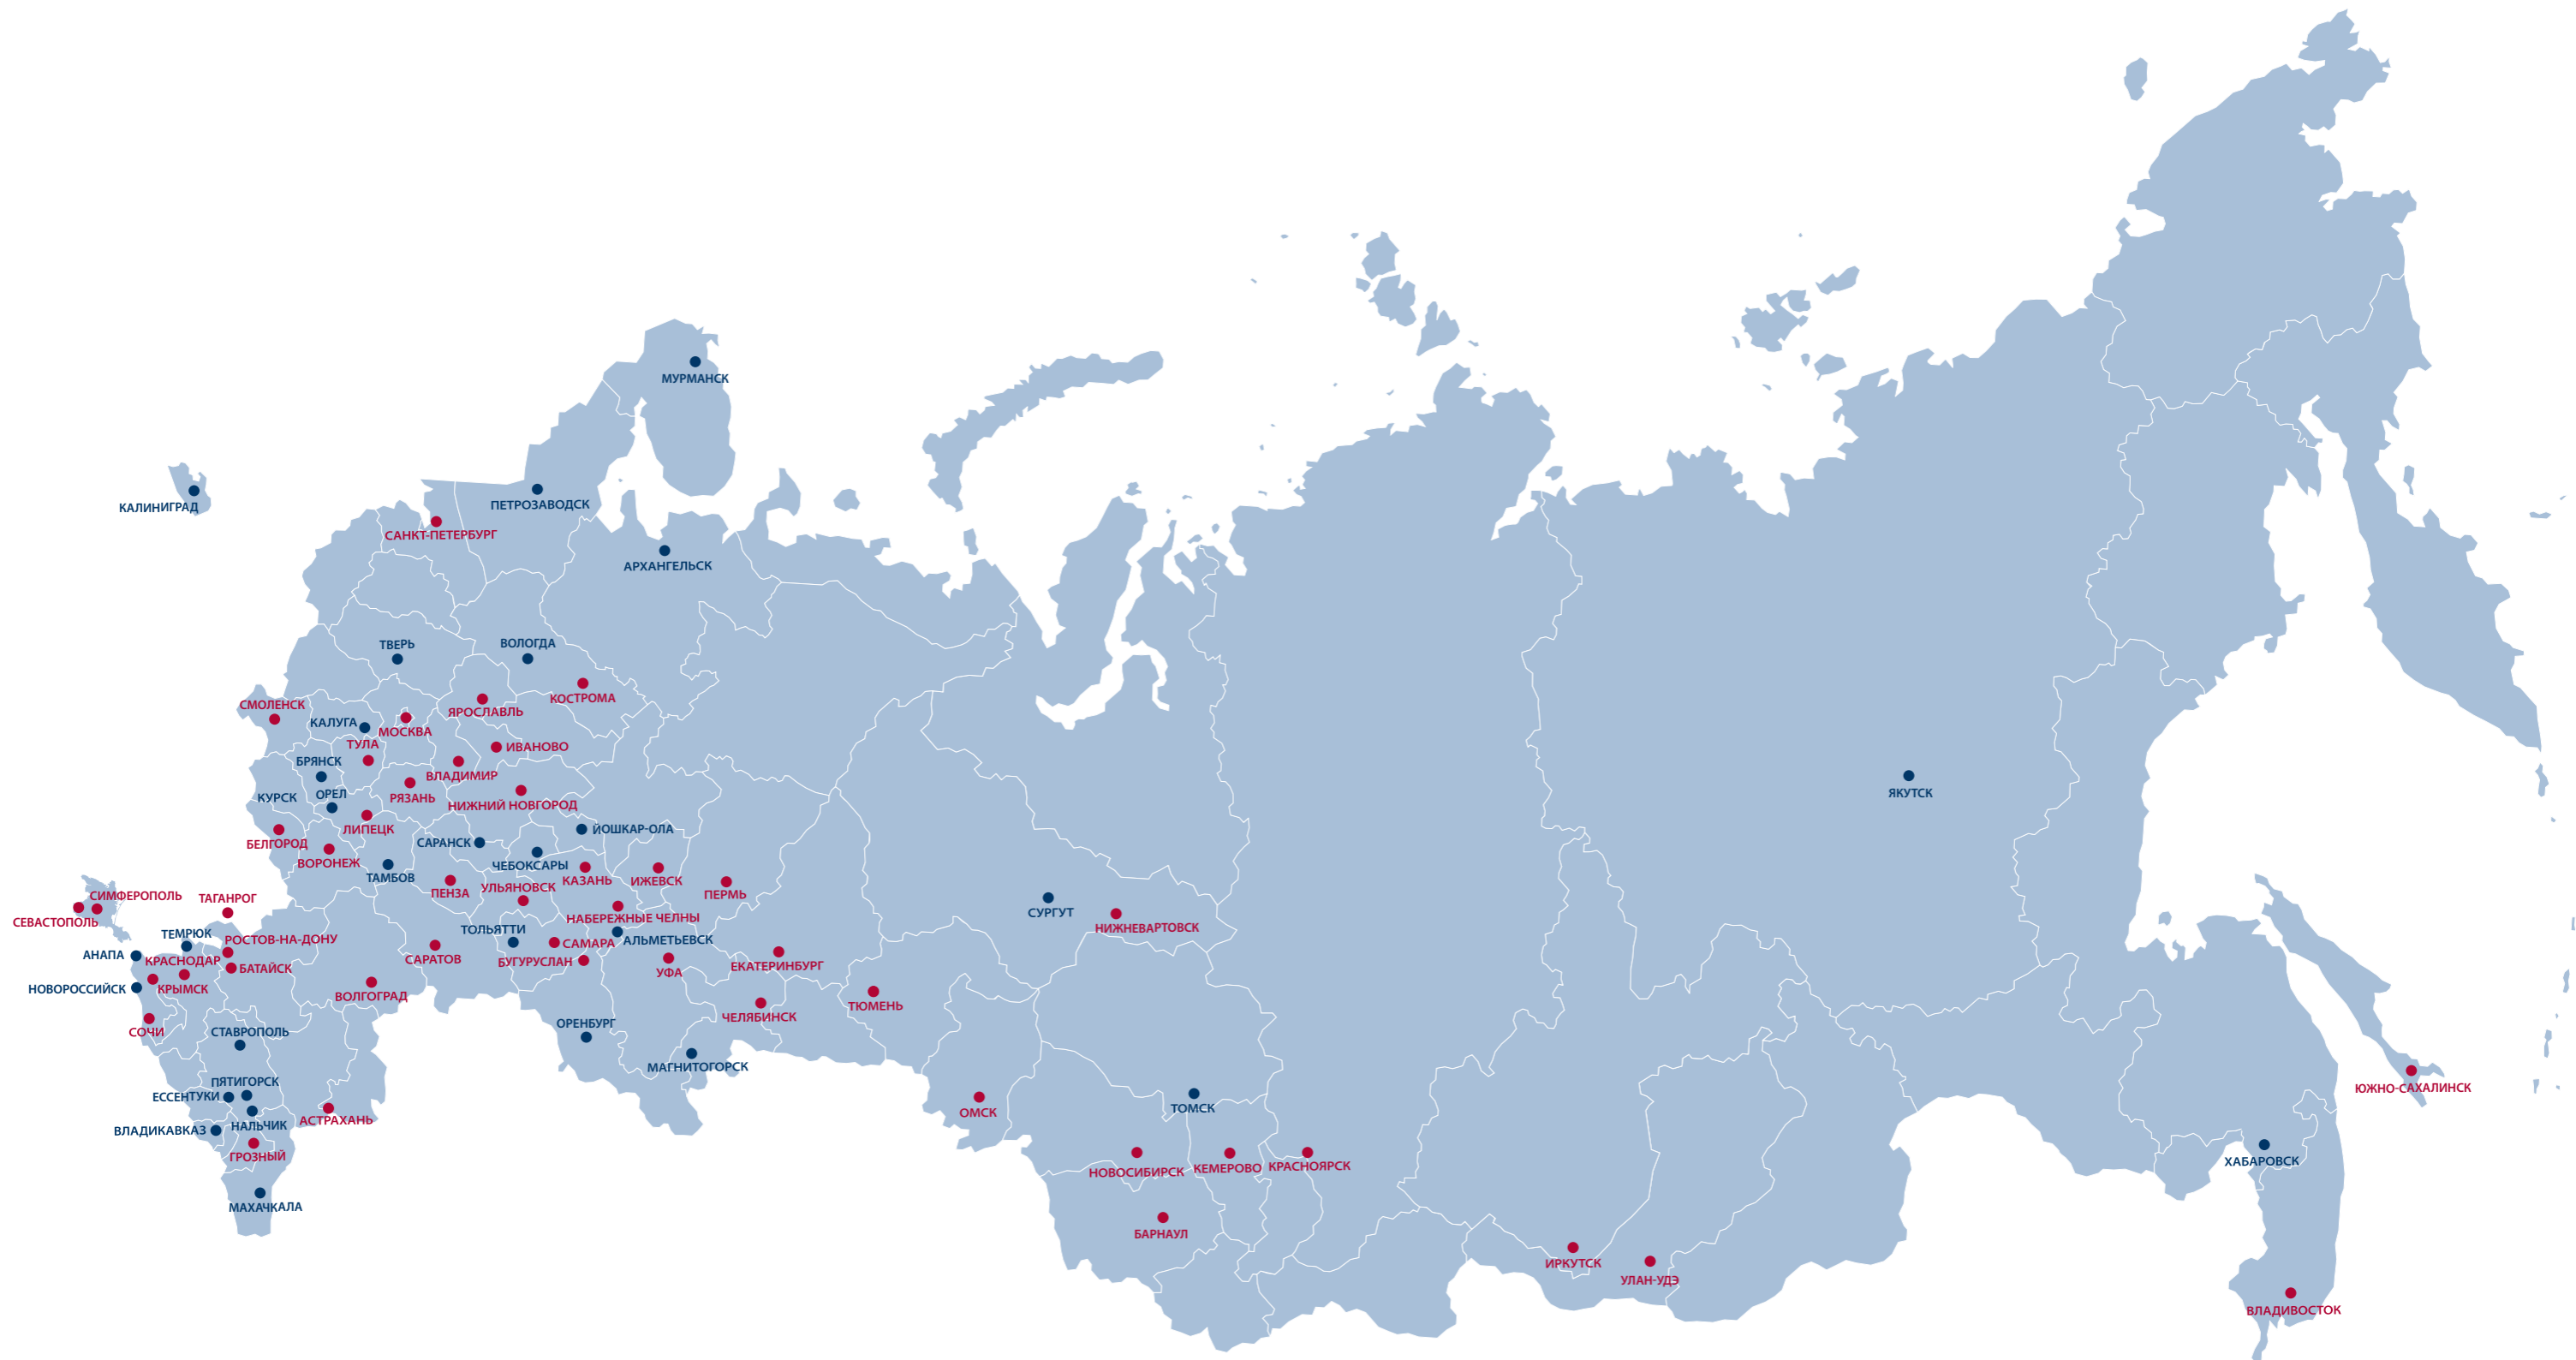 МУРМАНСК
КАЛИНИГРАД
ПЕТРОЗАВОДСК
САНКТ-ПЕТЕРБУРГ
АРХАНГЕЛЬСК
ТВЕРЬ
ВОЛОГДА
КОСТРОМА
СМОЛЕНСК
ЯРОСЛАВЛЬ
КАЛУГА
МОСКВА
ТУЛА
ИВАНОВО
БРЯНСК
ВЛАДИМИР
ЯКУТСК
КУРСК
ОРЕЛ
РЯЗАНЬ
НИЖНИЙ НОВГОРОД
ЛИПЕЦК
ЙОШКАР-ОЛА
БЕЛГОРОД
САРАНСК
ВОРОНЕЖ
ЧЕБОКСАРЫ
ТАМБОВ
КАЗАНЬ
ИЖЕВСК
ПЕНЗА
УЛЬЯНОВСК
ПЕРМЬ
СИМФЕРОПОЛЬ
ТАГАНРОГ
СЕВАСТОПОЛЬ
НАБЕРЕЖНЫЕ ЧЕЛНЫ
СУРГУТ
НИЖНЕВАРТОВСК
ТЕМРЮК
ТОЛЬЯТТИ
РОСТОВ-НА-ДОНУ
САМАРА
АЛЬМЕТЬЕВСК
АНАПА
КРАСНОДАР
БАТАЙСК
САРАТОВ
БУГУРУСЛАН
УФА
ЕКАТЕРИНБУРГ
НОВОРОССИЙСК
КРЫМСК
ВОЛГОГРАД
ТЮМЕНЬ
ЧЕЛЯБИНСК
СОЧИ
СТАВРОПОЛЬ
ОРЕНБУРГ
МАГНИТОГОРСК
ПЯТИГОРСК
ЕССЕНТУКИ
ЮЖНО-САХАЛИНСК
АСТРАХАНЬ
ОМСК
ТОМСК
ВЛАДИКАВКАЗ
НАЛЬЧИК
ГРОЗНЫЙ
ХАБАРОВСК
НОВОСИБИРСК
КЕМЕРОВО
КРАСНОЯРСК
МАХАЧКАЛА
БАРНАУЛ
ИРКУТСК
УЛАН-УДЭ
ВЛАДИВОСТОК